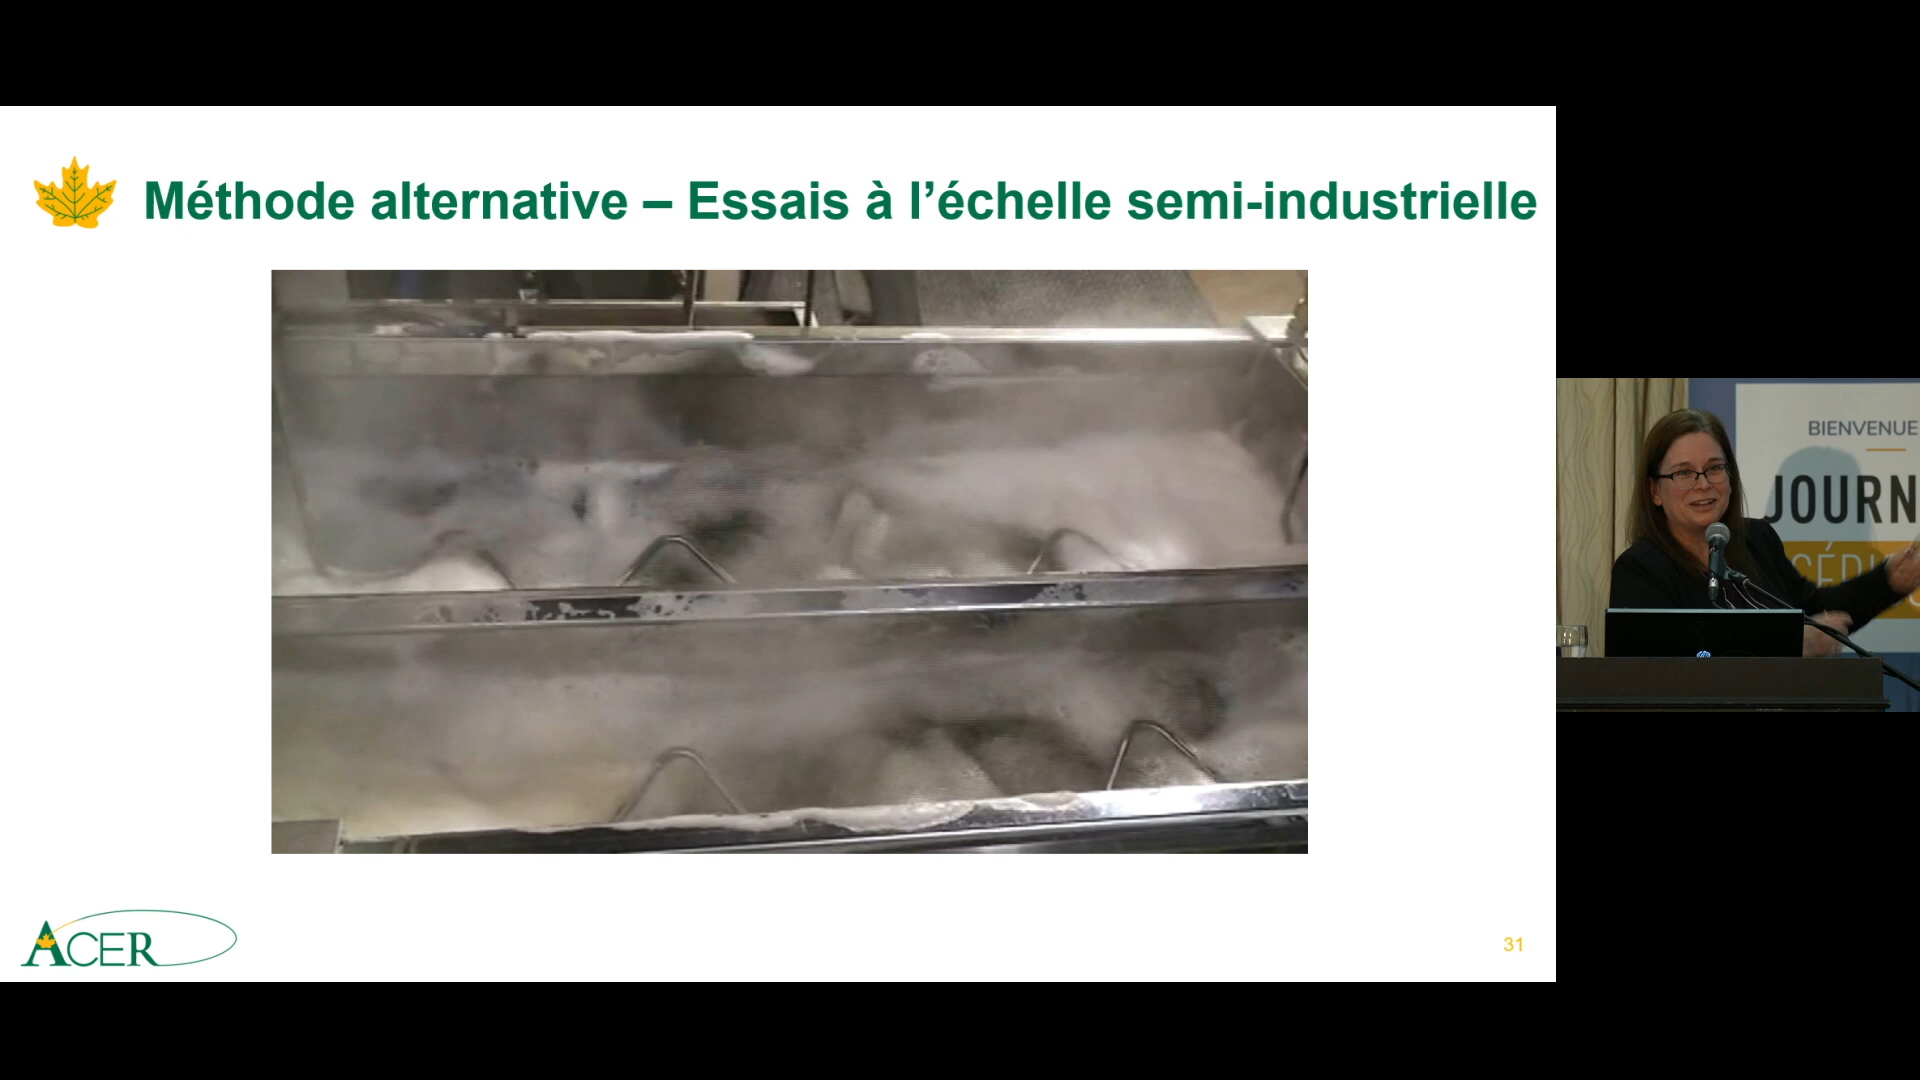 Méthode alternative – Essais à l’échelle semi-industrielle
ACER
31
BIENVENUE
JOURN